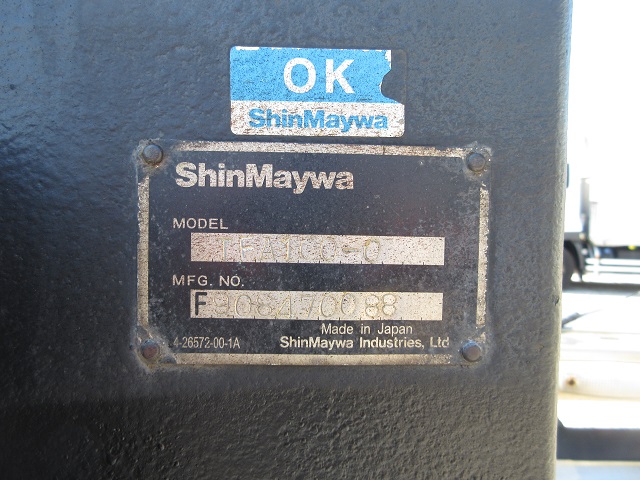 OK
ShinMaywa
ShinMaywa
MODEL
MFG. NO.
4-26572-00-1A
Made in Japan
ShinMaywa Industries, Ltd